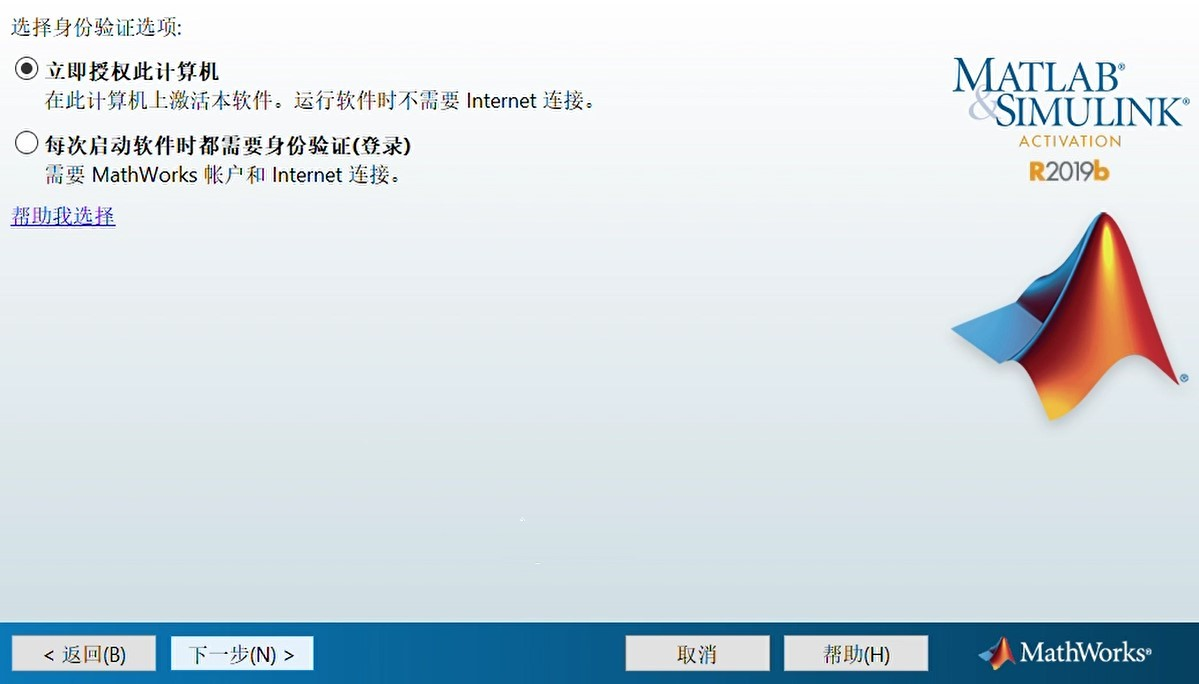 选择身份验证选项:
立即授权此计算机
在此计算机上激活本软件。运行软件时不需要 Internet 连接。
每次启动软件时都需要身份验证(登录)
需要 MathWorks 帐户和 Internet 连接。
帮助我选择
MATLAB®
&SIMULINK®
ACTIVATION
R2019b
®
< 返回(B)
下一步(N) >
取消
帮助(H)
MathWorks®